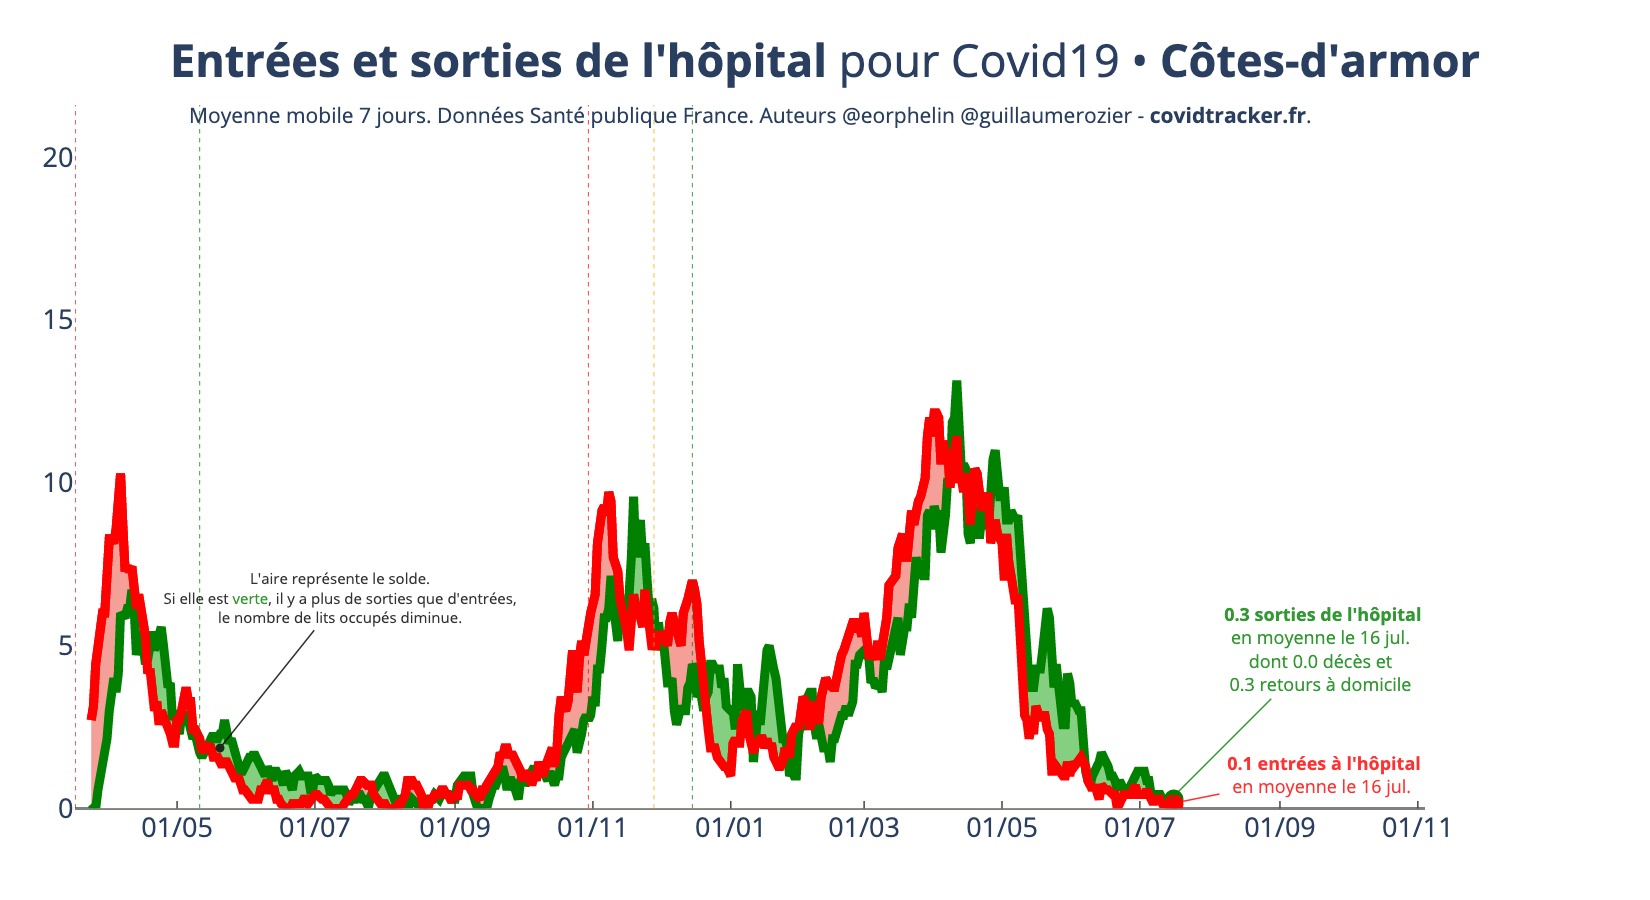 Entrées et sorties de l'hôpital pour Covid19 • Côtes-d'armor
Moyenne mobile 7 jours. Données Santé publique France. Auteurs @eorphelin @guillaumerozier - covidtracker.fr.
20
15
10
5
0
L'aire représente le solde.
Si elle est verte, il y a plus de sorties que d'entrées,
le nombre de lits occupés diminue.
0.3 sorties de l'hôpital
en moyenne le 16 jul.
dont 0.0 décès et
0.3 retours à domicile
0.1 entrées à l'hôpital
en moyenne le 16 jul.
01/05 01/07 01/09 01/11 01/01 01/03 01/05 01/07 01/09 01/11